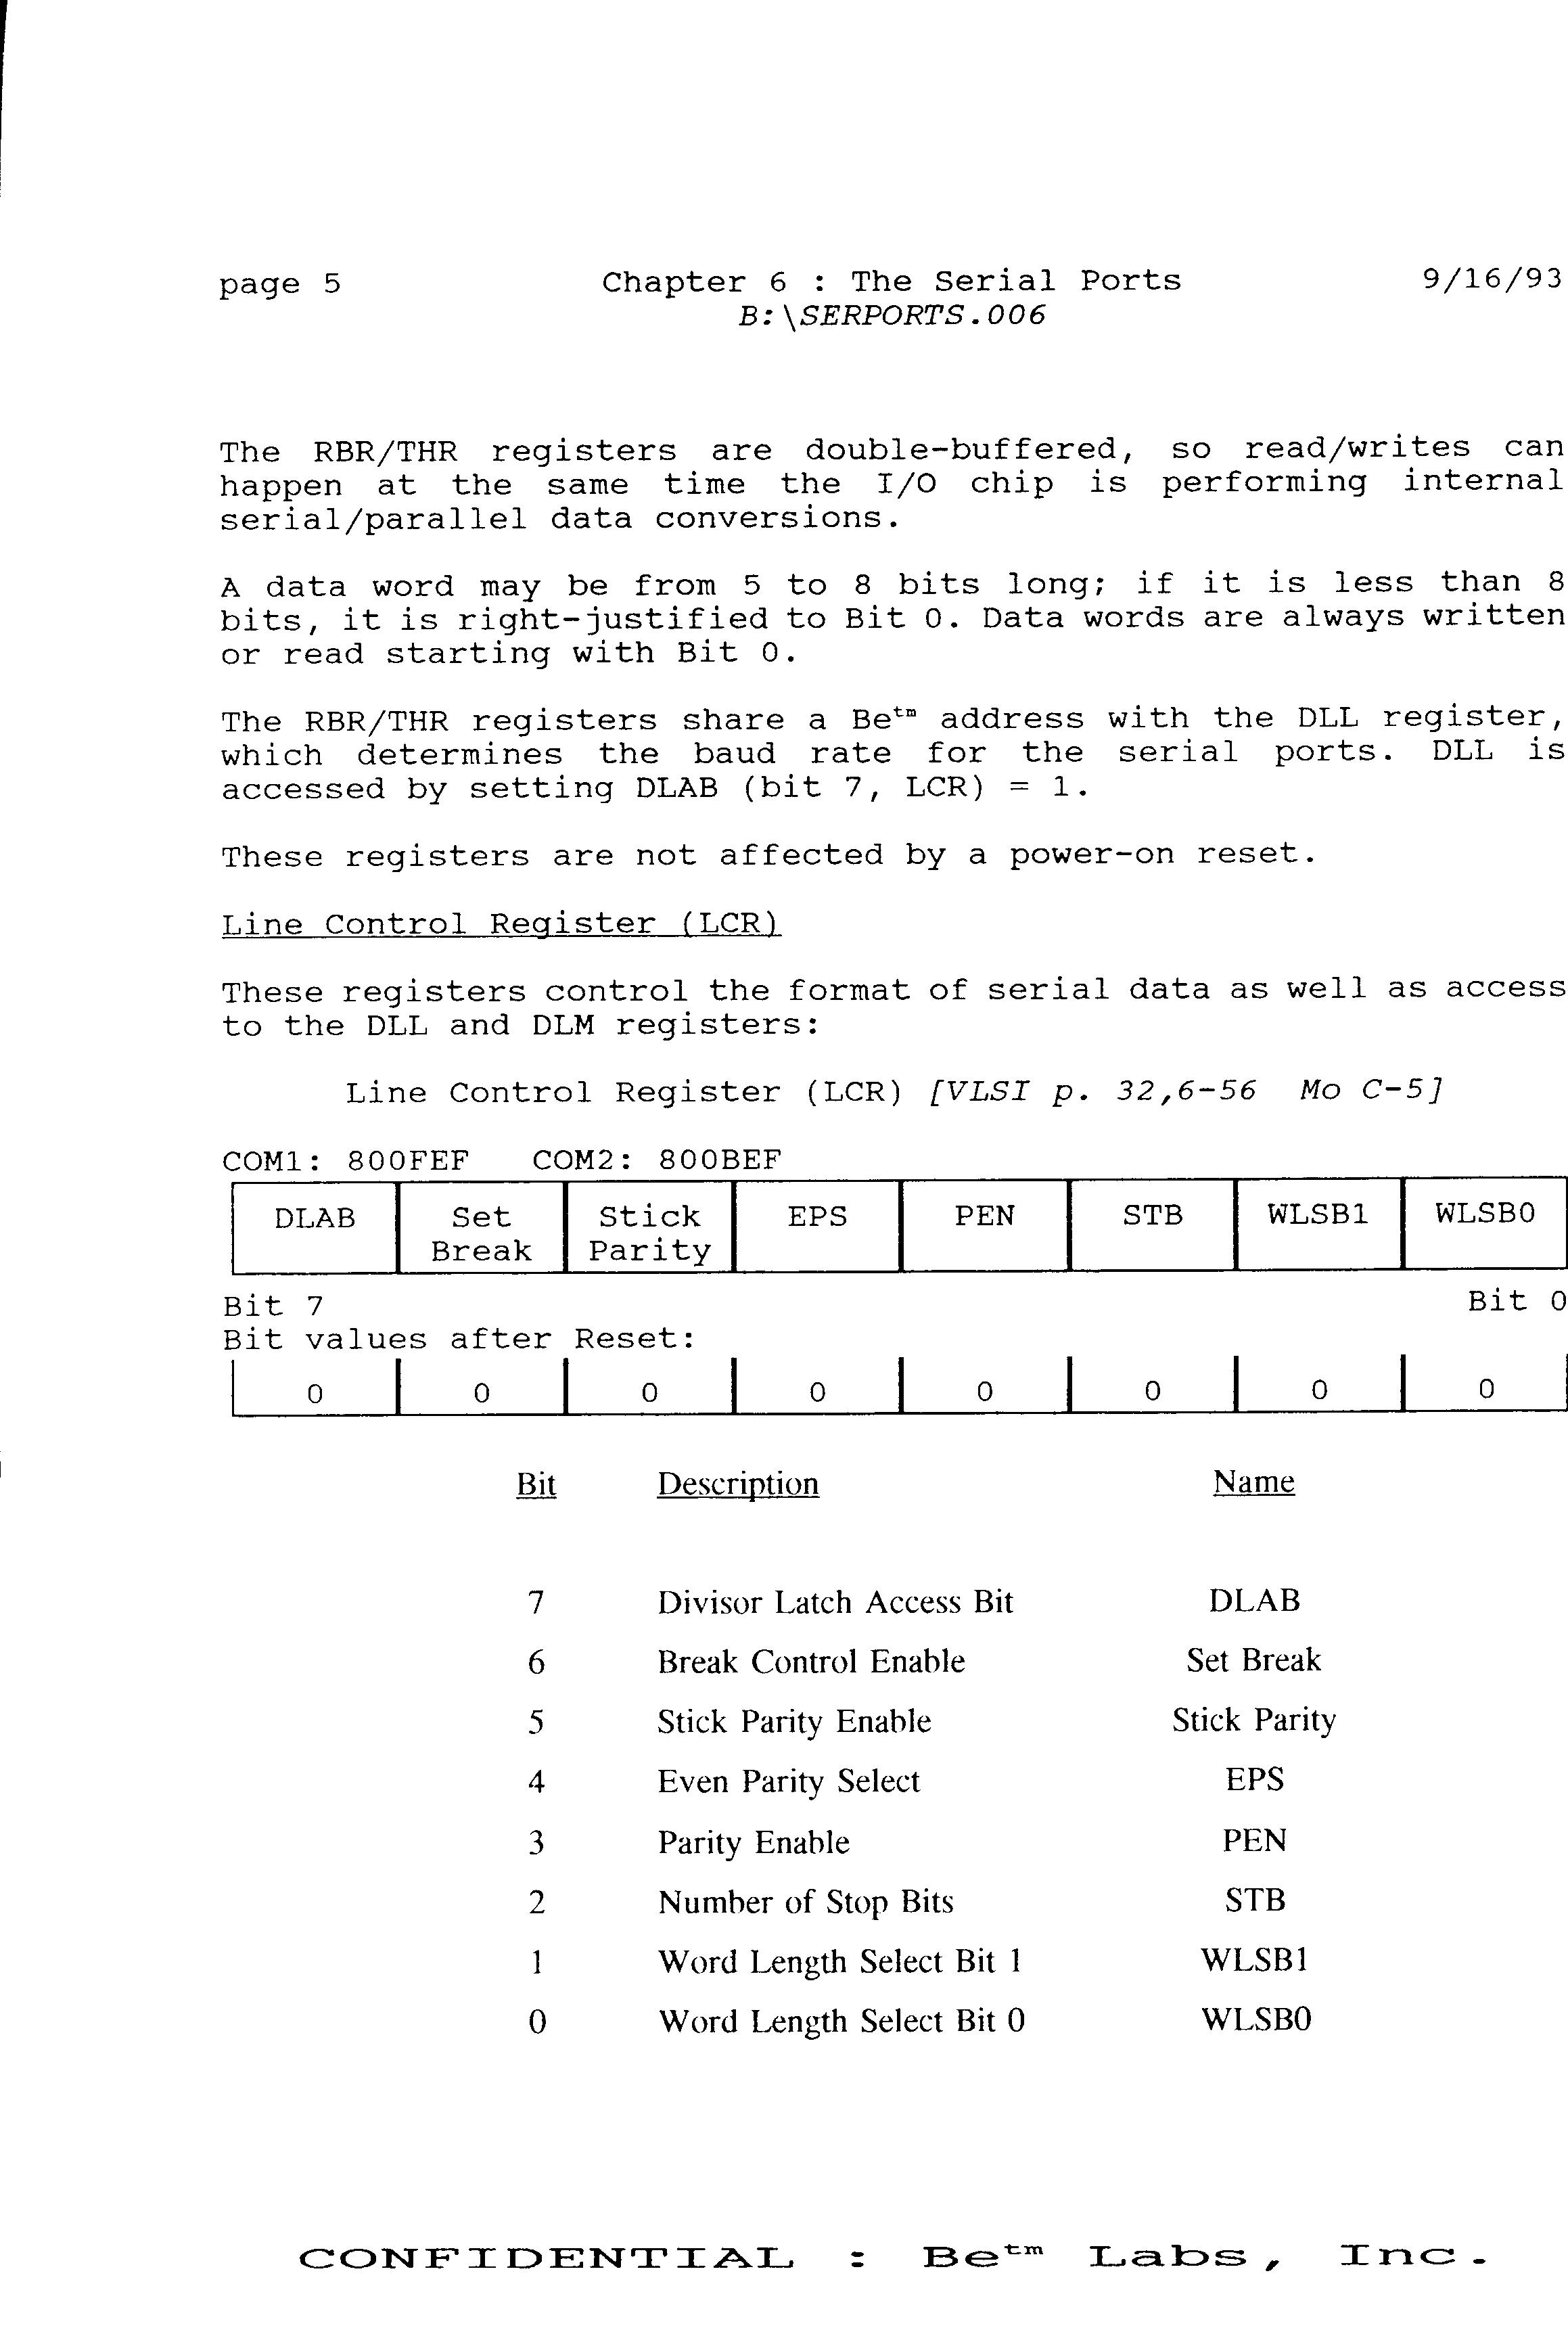 page 5 Chapter 6 : The Serial Ports 9/16/93
B:\SERPORTS.006
The RBR/THR registers are double-buffered, so read/writes can
happen at the same time the I/O chip is performing internal
serial/parallel data conversions.
A data word may be from 5 to 8 bits long; if it is less than 8
bits, it is right-justified to Bit 0. Data words are always written
or read starting with Bit 0.
The RBR/THR registers share a Be™ address with the DLL register,
which determines the baud rate for the serial ports. DLL is
accessed by setting DLAB (bit 7, LCR) = 1.
These registers are not affected by a power-on reset.
Line Control Register (LCR)
These registers control the format of serial data as well as access
to the DLL and DLM registers:
Line Control Register (LCR) [VLSI p. 32,6-56 Mo C-5]
COM1: 800FEF COM2: 800BEF
DLAB Set Stick EPS PEN STB WLSB1 WLSB0
Break Parity
Bit 7 Bit 0
Bit values after Reset:
0 0 0 0 0 0 0 0
Bit Description Name
7 Divisor Latch Access Bit DLAB
6 Break Control Enable Set Break
5 Stick Parity Enable Stick Parity
4 Even Parity Select EPS
3 Parity Enable PEN
2 Number of Stop Bits STB
1 Word Length Select Bit 1 WLSB1
0 Word Length Select Bit 0 WLSB0
CONFIDENTIAL : Be™ Labs, Inc.